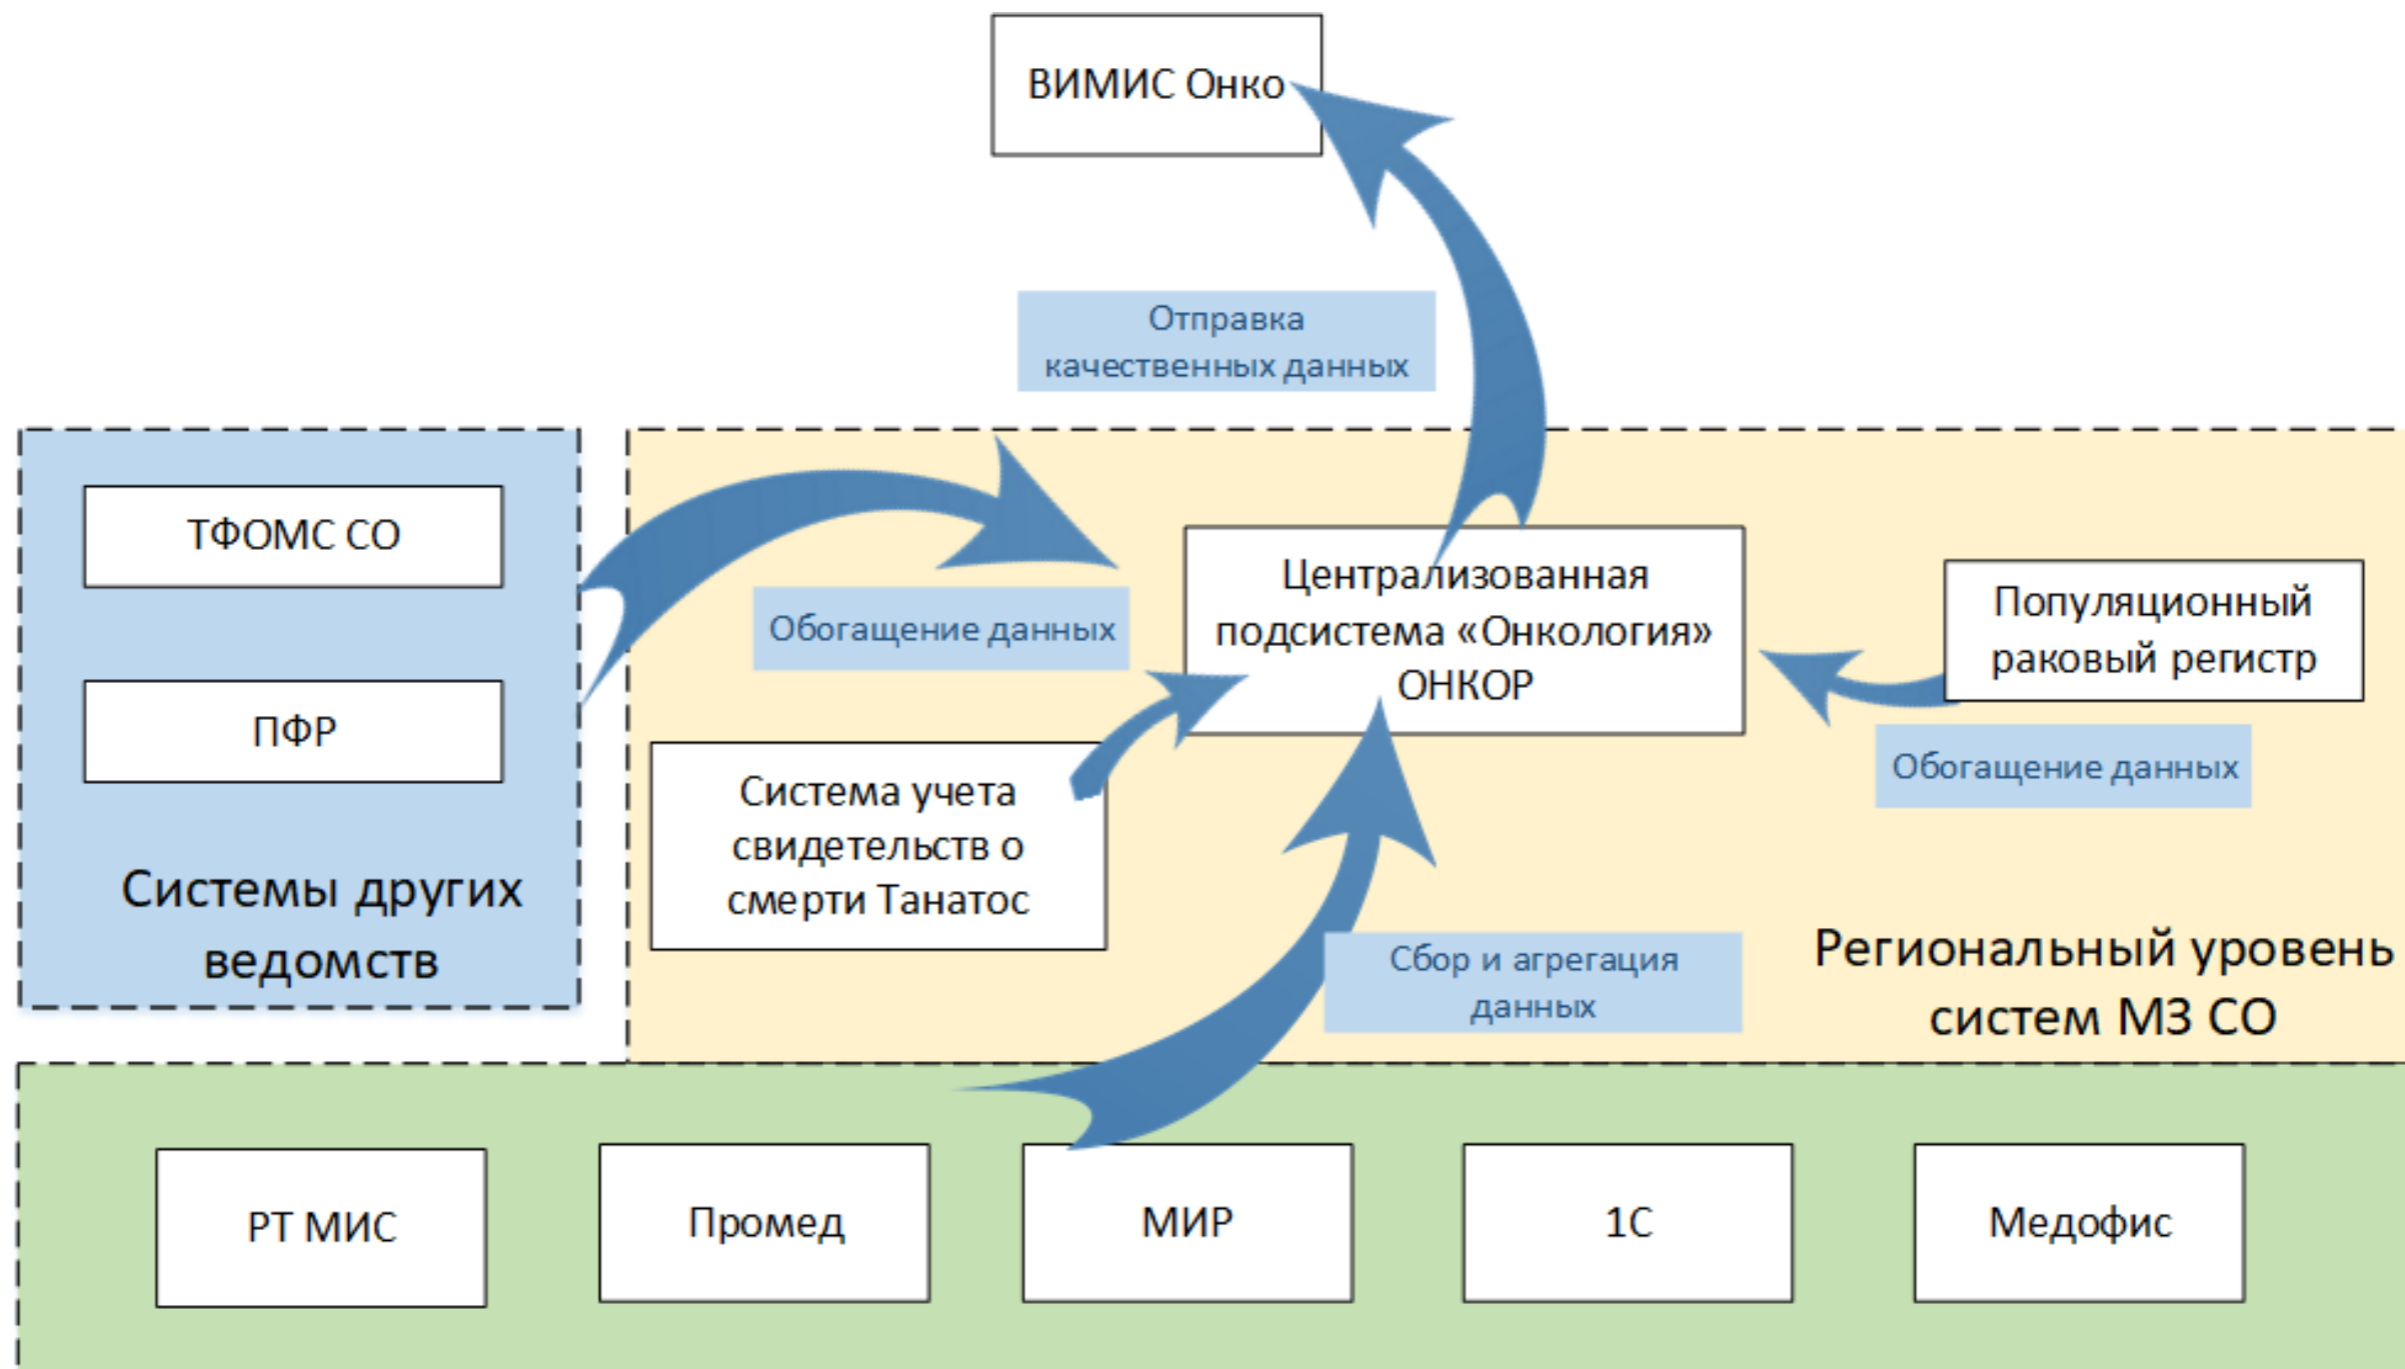 ВИМИС Онко
Отправка
качественных данных
ТФОМС СО
ПФР
Системы других
ведомств
Обогащение данных
Централизованная
подсистема «Онкология»
ОНКОР
Популяционный
раковый регистр
Обогащение данных
Система учета
свидетельств о
смерти Танатос
Сбор и агрегация
данных
Региональный уровень
систем МЗ СО
РТ МИС
Промед
МИР
1С
Медофис